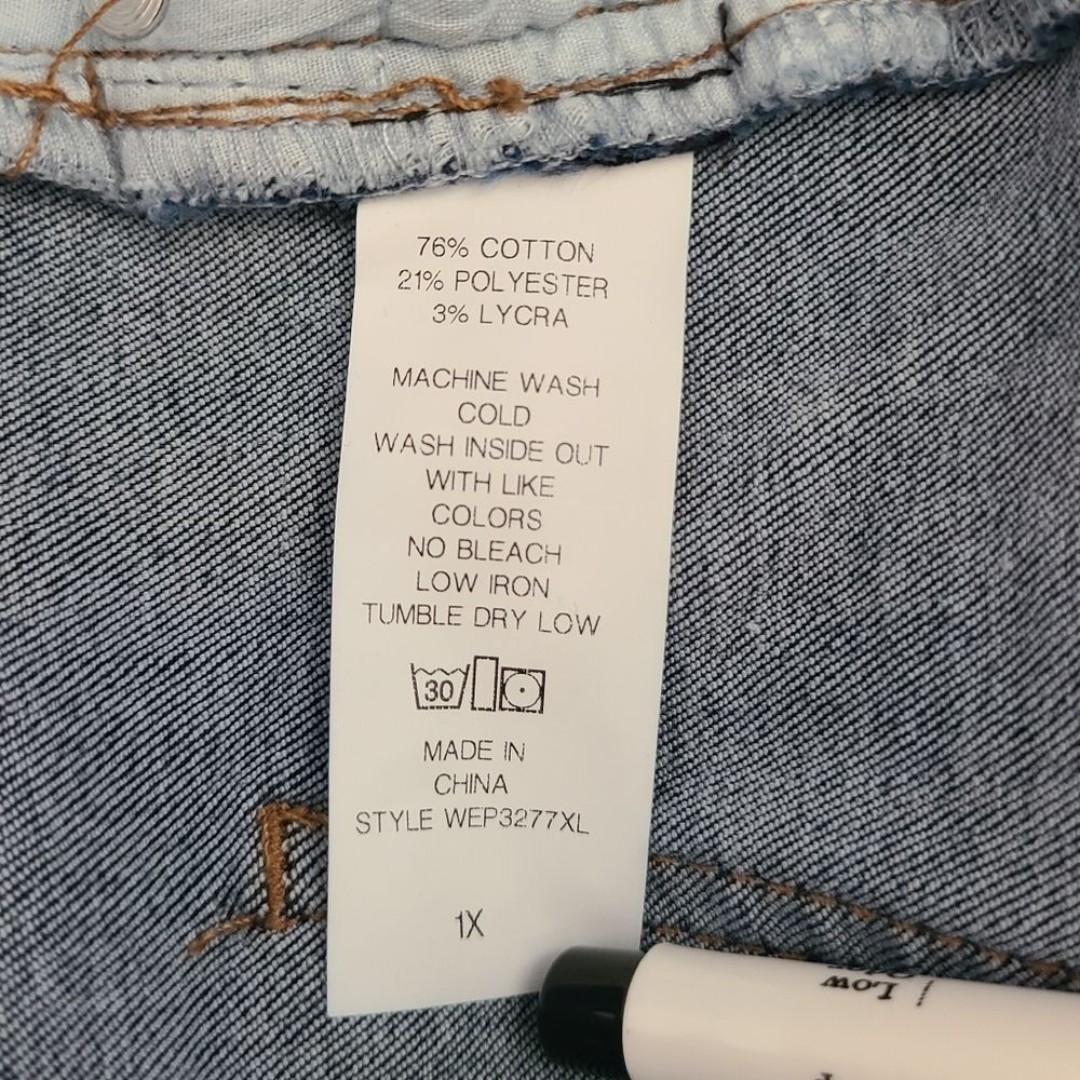 76% COTTON
21% POLYESTER
3% LYCRA
MACHINE WASH
COLD
WASH INSIDE OUT
WITH LIKE
COLORS
NO BLEACH
LOW IRON
TUMBLE DRY LOW
30
MADE IN
CHINA
STYLE WEP3277XL
1X
Low